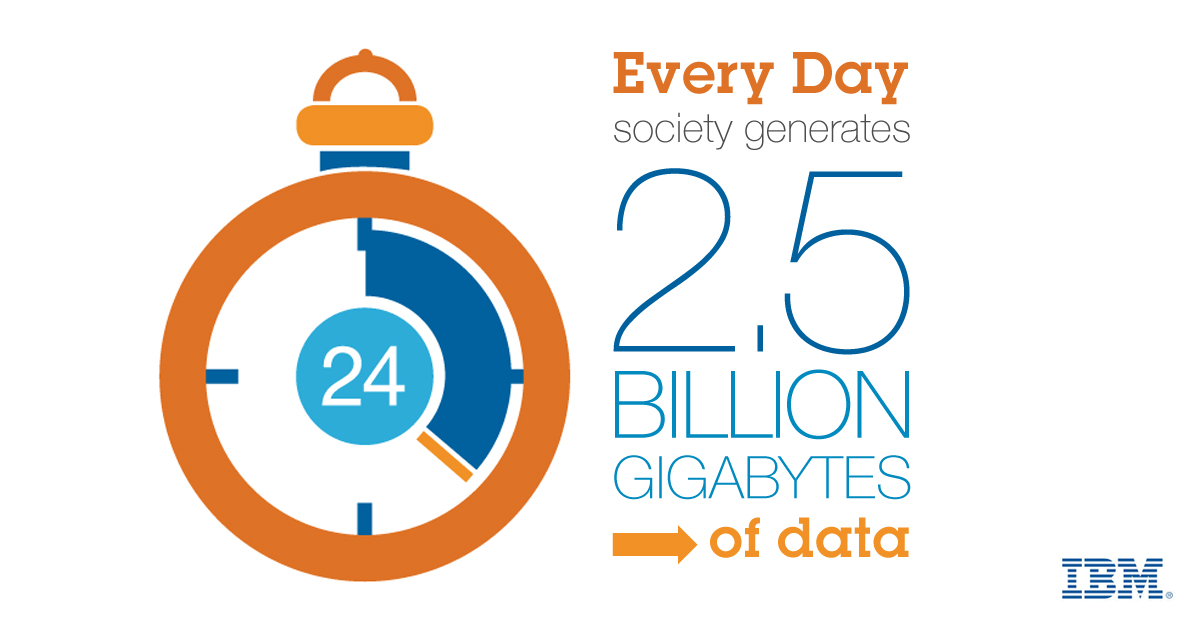 24
Every Day
society generates
2.5
BILLION
GIGABYTES
of data
IBM®